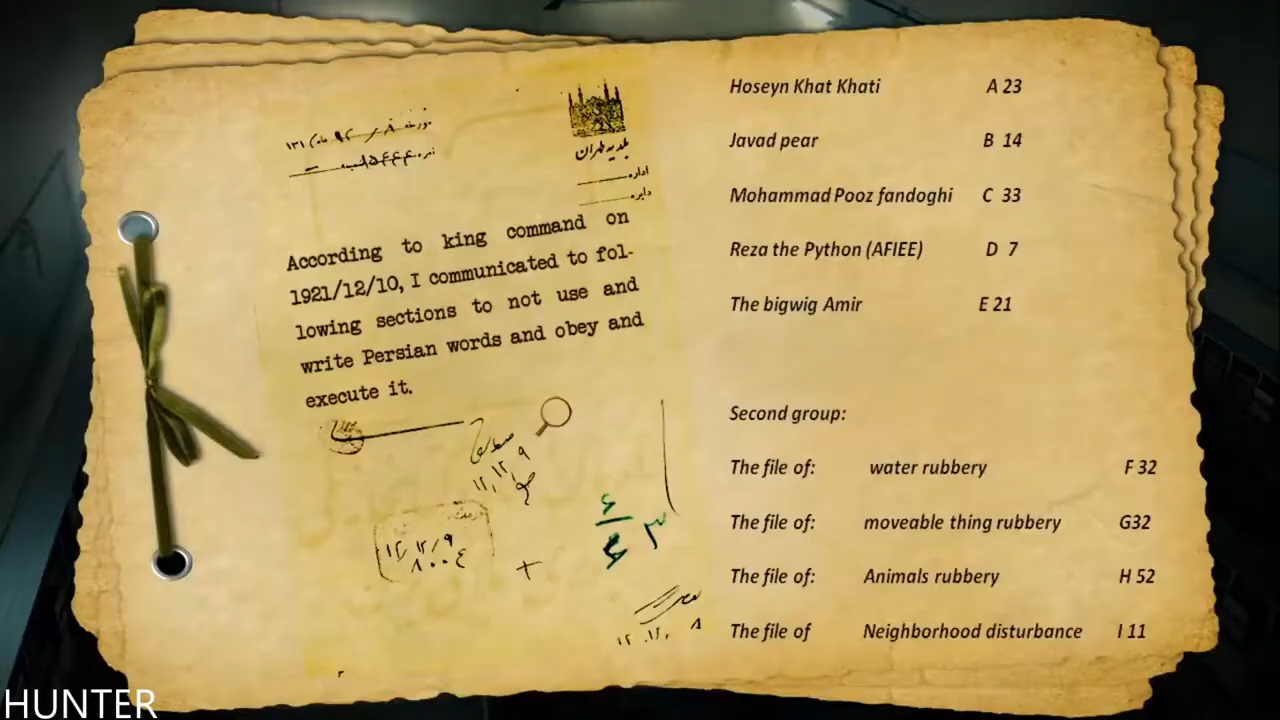 بلدیه طهران
اداره
دایره
According to king command on
1921/12/10, I communicated to fol-
lowing sections to not use and
write Persian words and obey and
execute it.
Hoseyn Khat Khati A 23
Javad pear B 14
Mohammad Pooz fandoghi C 33
Reza the Python (AFIEE) D 7
The bigwig Amir E 21
Second group:
The file of: water rubbery F 32
The file of: moveable thing rubbery G32
The file of: Animals rubbery H 52
The file of Neighborhood disturbance I 11
HUNTER